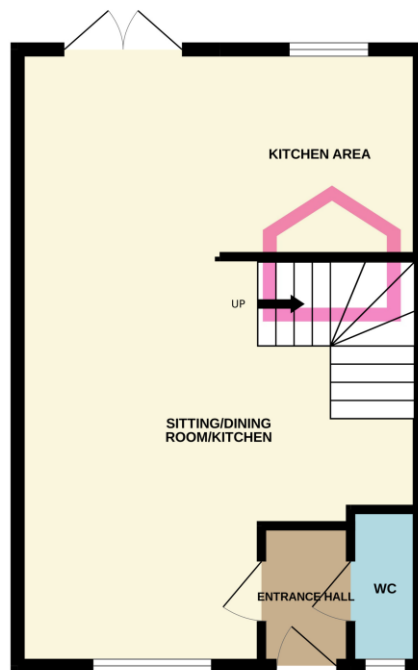 KITCHEN AREA
UP
SITTING/DINING
ROOM/KITCHEN
ENTRANCE HALL
WC